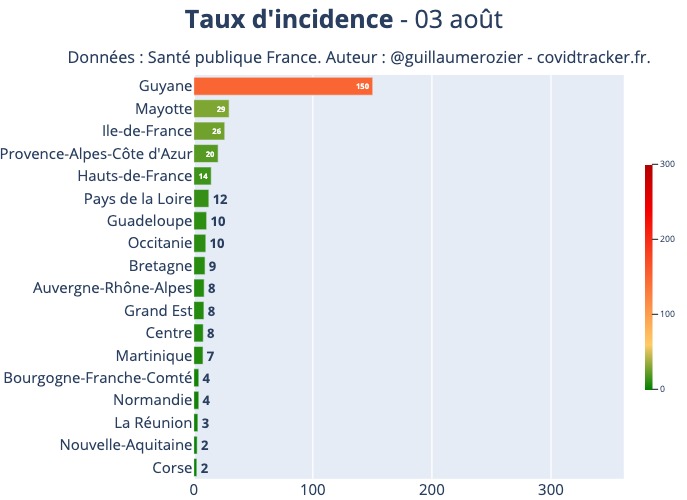 Taux d'incidence - 03 août
Données : Santé publique France. Auteur : @guillaumerozier - covidtracker.fr.
Guyane 150
Mayotte 29
Ile-de-France 26
Provence-Alpes-Côte d'Azur 20
Hauts-de-France 14
Pays de la Loire 12
Guadeloupe 10
Occitanie 10
Bretagne 9
Auvergne-Rhône-Alpes 8
Grand Est 8
Centre 8
Martinique 7
Bourgogne-Franche-Comté 4
Normandie 4
La Réunion 3
Nouvelle-Aquitaine 2
Corse 2
0 100 200 300
300
200
100
0